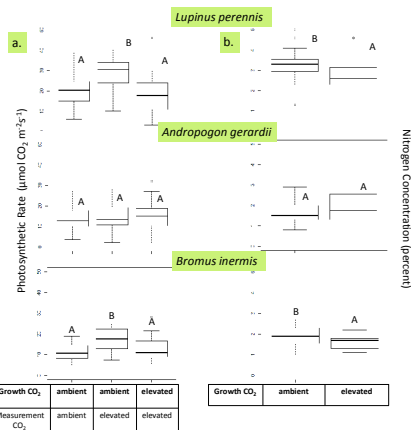 Lupinus perennis
a.
b.
A
B
A
B
A
Andropogon gerardii
A
A
A
A
A
Bromus inermis
A
B
A
B
A
Photosynthetic Rate (μmol CO2 m-2s-1)
Nitrogen Concentration (percent)
Growth CO2 ambient ambient elevated
Measurement CO2 ambient elevated elevated
Growth CO2 ambient elevated